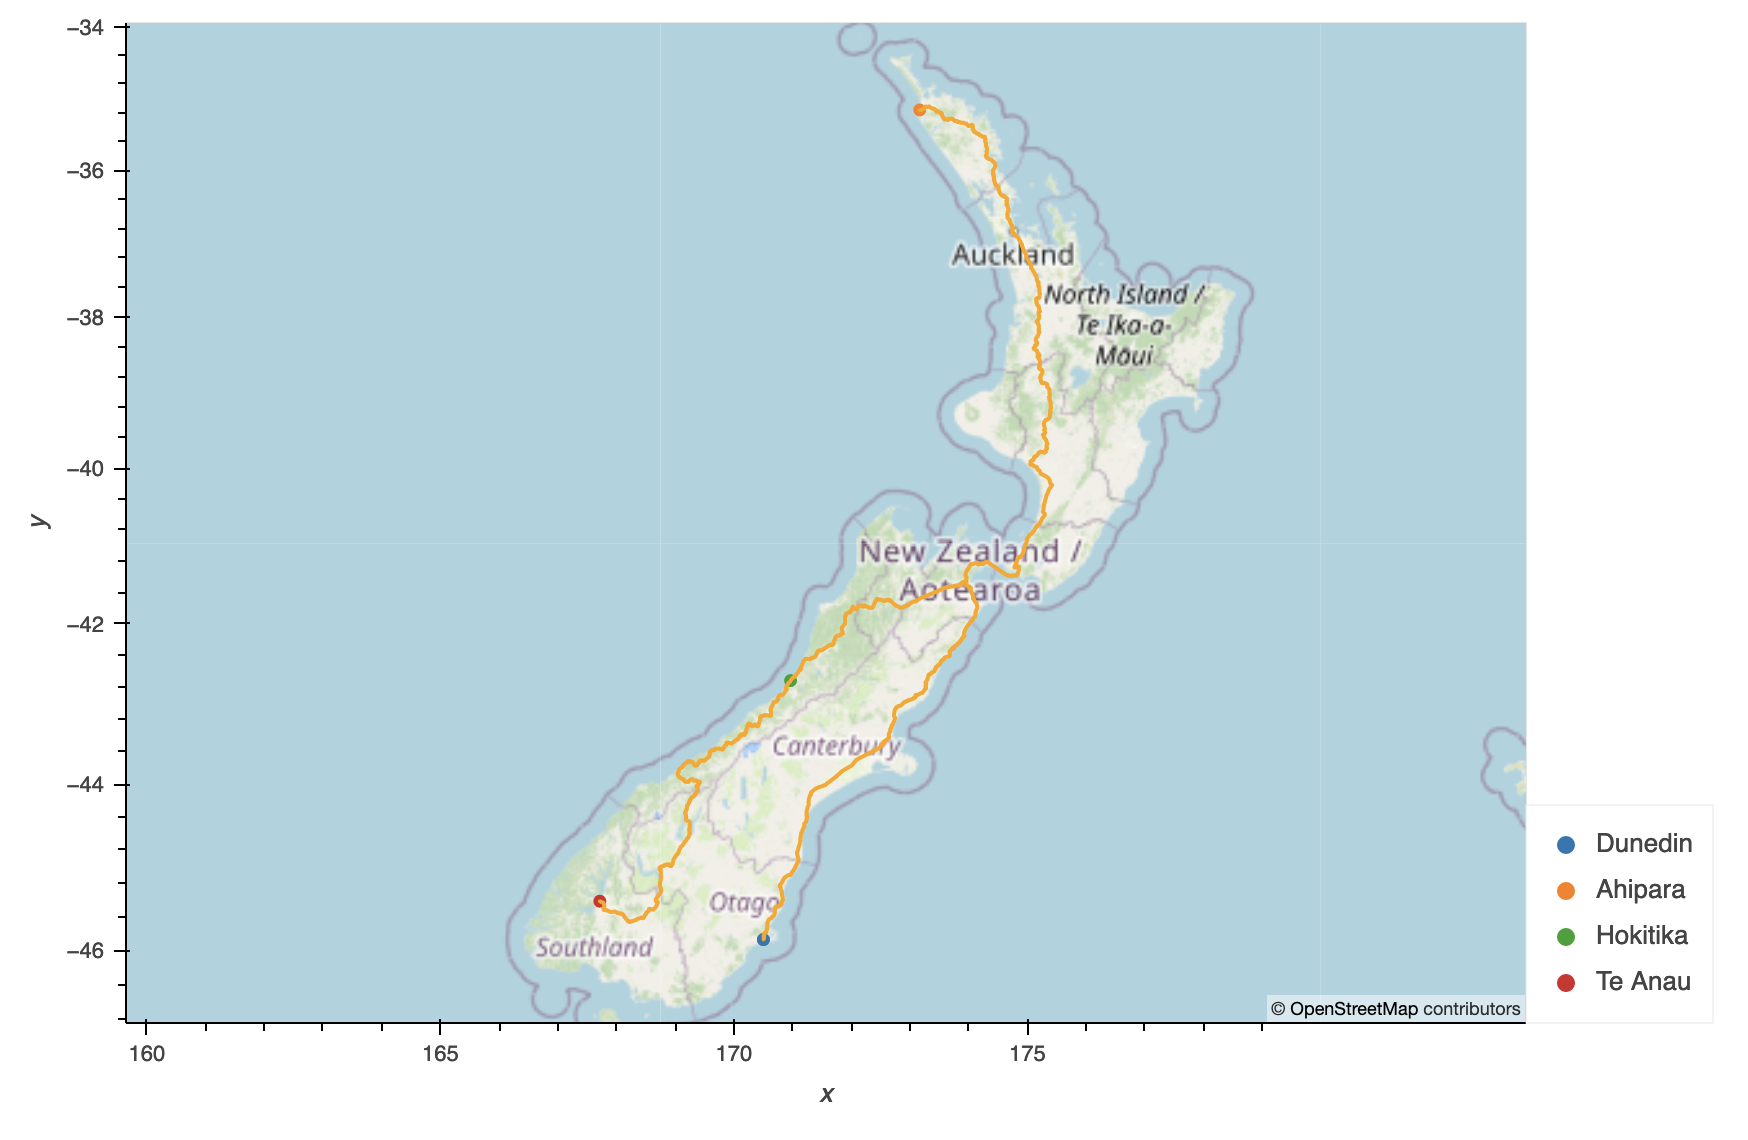 −34
−36
−38
−40
−42
−44
−46
y
160
165
170
175
x
Auckland
North Island /
Te Ika-a-
Māui
New Zealand /
Aotearoa
Canterbury
Otago
Southland
© OpenStreetMap contributors
Dunedin
Ahipara
Hokitika
Te Anau